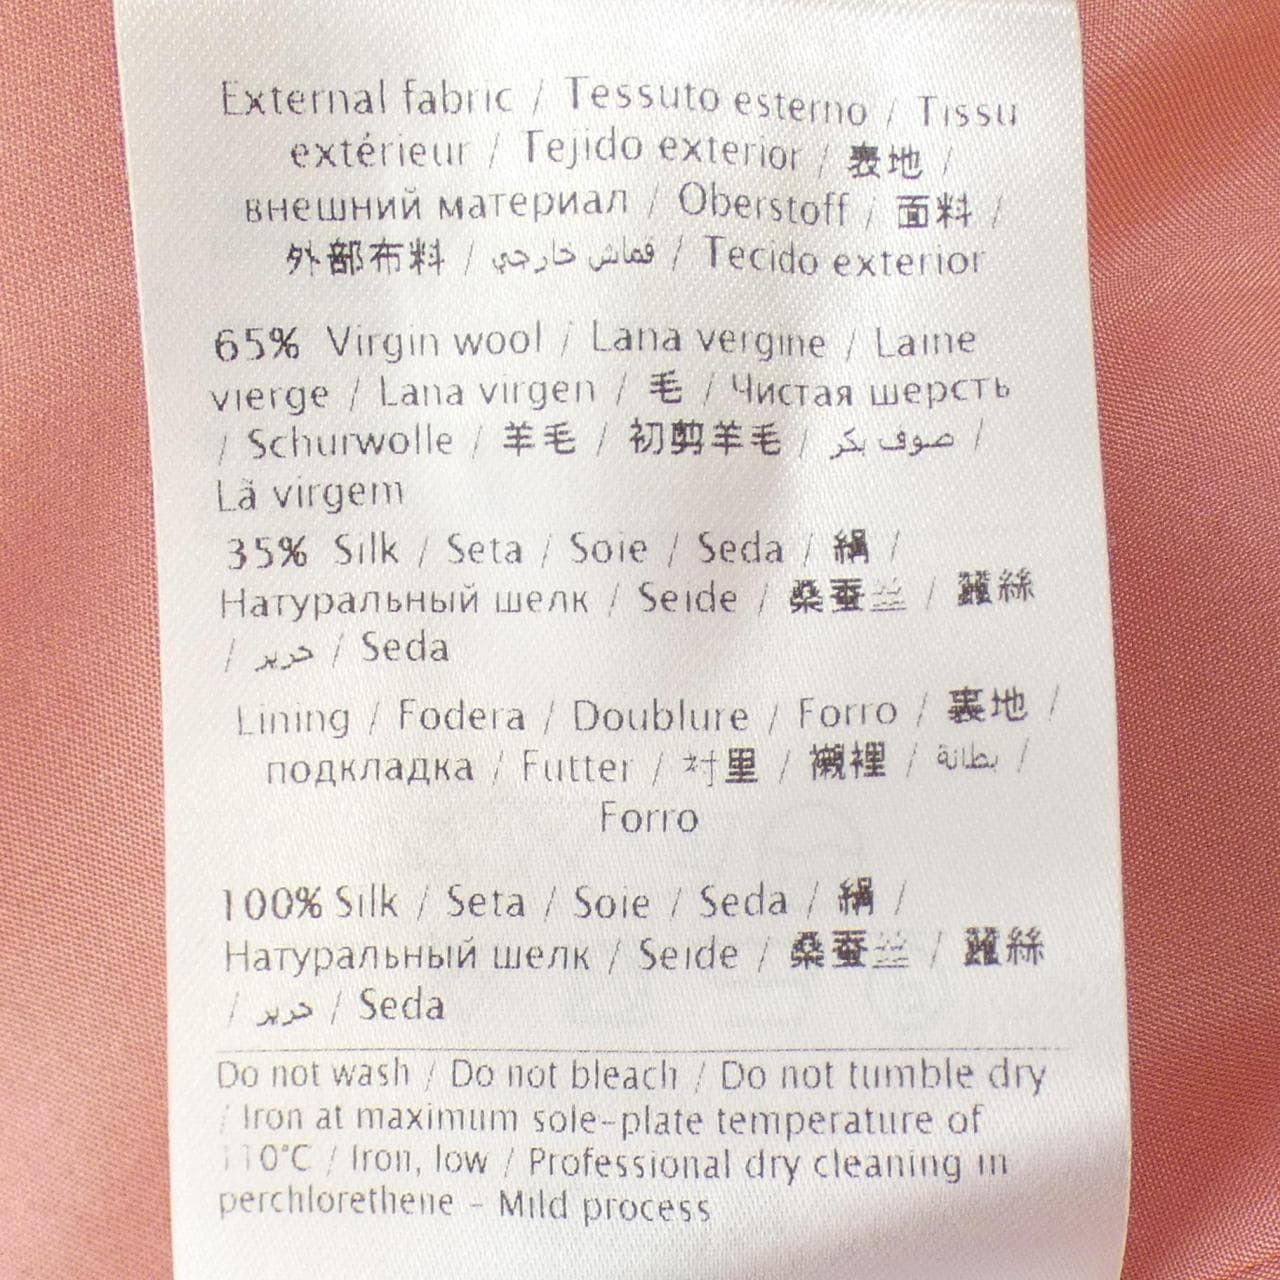 External fabric / Tessuto esterno / Tissu
extérieur / Tejido exterior / 表地 /
внешний материал / Oberstoff / 面料 /
外部布料 / قماش خارجي / Tecido exterior
65% Virgin wool / Lana vergine / Laine
vierge / Lana virgen / 毛 / Чистая шерсть
/ Schurwolle / 羊毛 / 初剪羊毛 / صوف بكر /
Lã virgem
35% Silk / Seta / Soie / Seda / 絹 /
Натуральный шелк / Seide / 桑蚕丝 / 蠶絲
/ حرير / Seda
Lining / Fodera / Doublure / Forro / 裏地 /
подкладка / Futter / 衬里 / 襯裡 / بطانة /
Forro
100% Silk / Seta / Soie / Seda / 絹 /
Натуральный шелк / Seide / 桑蚕丝 / 蠶絲
/ حرير / Seda
Do not wash / Do not bleach / Do not tumble dry
/ Iron at maximum sole-plate temperature of
110°C / Iron, low / Professional dry cleaning in
perchlorethene - Mild process